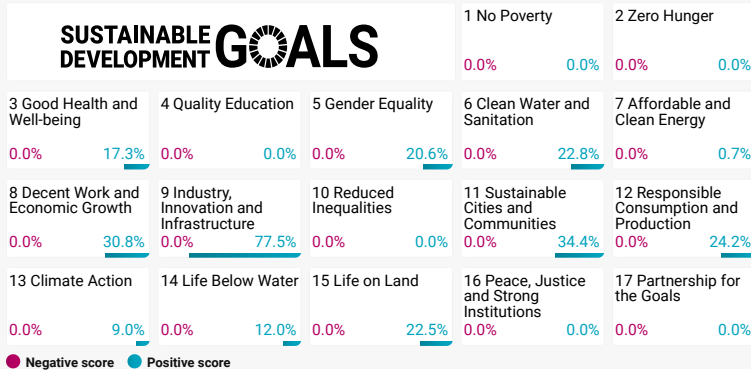 SUSTAINABLE
DEVELOPMENT
GOALS
1 No Poverty
0.0% 0.0%
2 Zero Hunger
0.0% 0.0%
3 Good Health and
Well-being
0.0% 17.3%
4 Quality Education
0.0% 0.0%
5 Gender Equality
0.0% 20.6%
6 Clean Water and
Sanitation
0.0% 22.8%
7 Affordable and
Clean Energy
0.0% 0.7%
8 Decent Work and
Economic Growth
0.0% 30.8%
9 Industry,
Innovation and
Infrastructure
0.0% 77.5%
10 Reduced
Inequalities
0.0% 0.0%
11 Sustainable
Cities and
Communities
0.0% 34.4%
12 Responsible
Consumption and
Production
0.0% 24.2%
13 Climate Action
0.0% 9.0%
14 Life Below Water
0.0% 12.0%
15 Life on Land
0.0% 22.5%
16 Peace, Justice
and Strong
Institutions
0.0% 0.0%
17 Partnership for
the Goals
0.0% 0.0%
Negative score Positive score